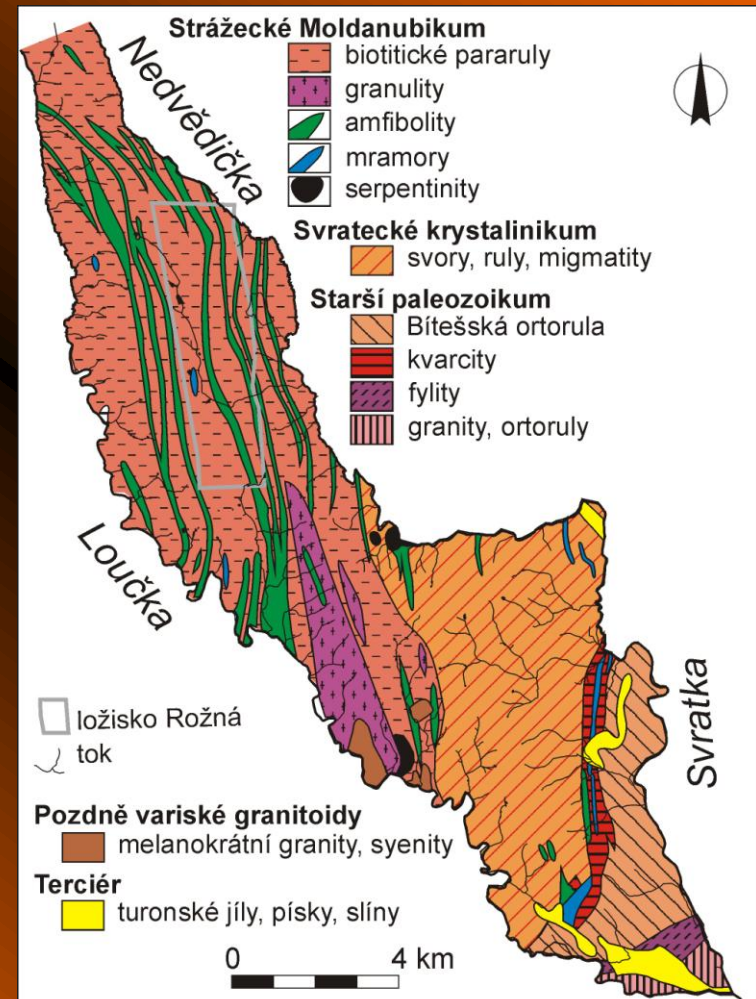 Strážecké Moldanubikum
biotitické pararuly
granulity
amfibolity
mramory
serpentinity
Svratecké krystalinikum
svory, ruly, migmatity
Starší paleozoikum
Bítešská ortorula
kvarcity
fylity
granity, ortoruly
Nedvědička
Loučka
Svratka
ložisko Rožná
tok
Pozdně variské granitoidy
melanokrátní granity, syenity
Terciér
turonské jíly, písky, slíny
0 4 km